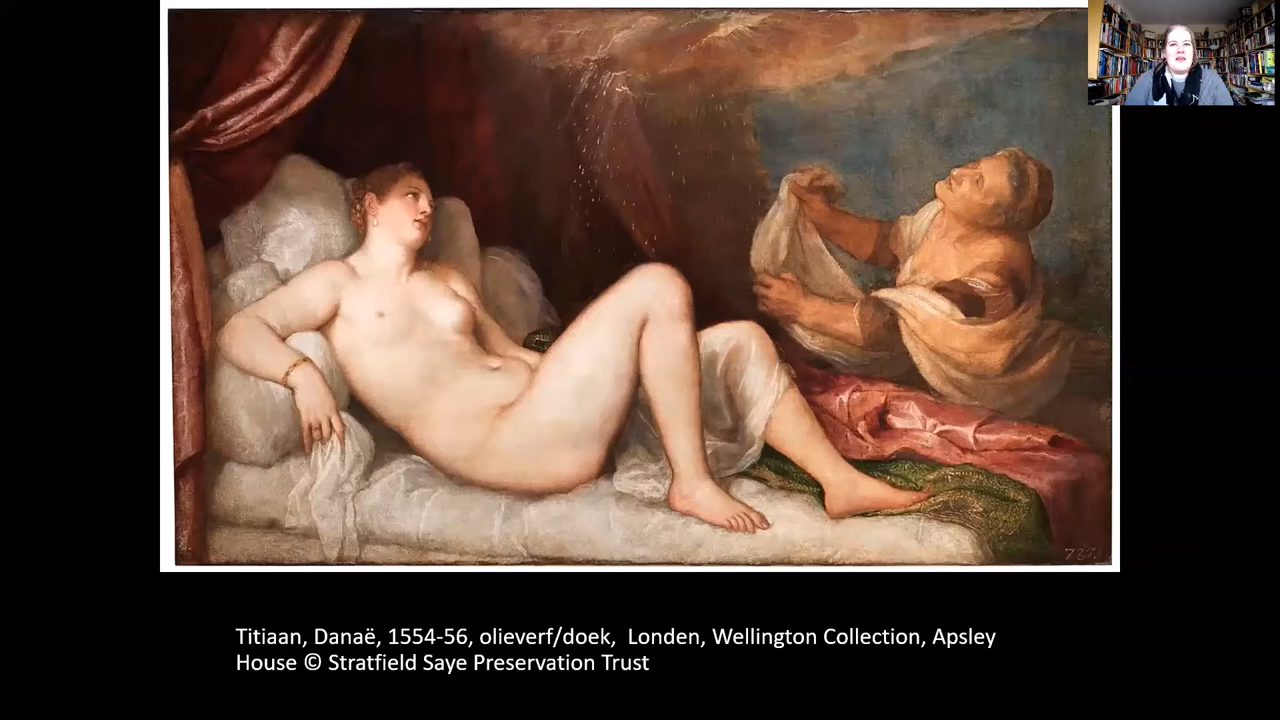 Titiaan, Danaë, 1554-56, olieverf/doek,  Londen, Wellington Collection, Apsley
House © Stratfield Saye Preservation Trust